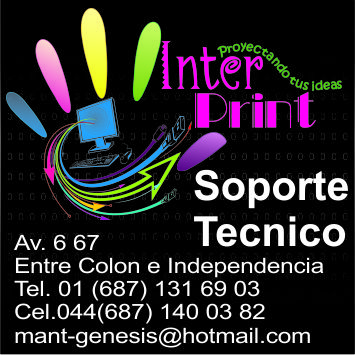 Inter
Print
Proyectando tus ideas
Soporte
Tecnico
Av. 6 67
Entre Colon e Independencia
Tel. 01 (687) 131 69 03
Cel.044(687) 140 03 82
mant-genesis@hotmail.com